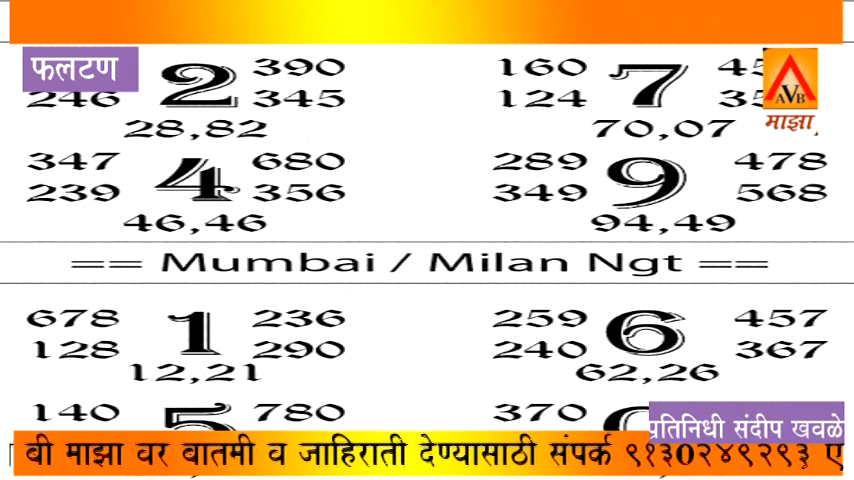 फलटण
2 390 160 7
246 345 124
28,82 70,07
AVB
माझा
347 4 680 289 9 478
239 356 349 568
46,46 94,49
== Mumbai / Milan Ngt ==
678 1 236 259 6 457
128 290 240 367
12,21 62,26
140 5 780 370
प्रतिनिधी संदीप खवळे
बी माझा वर बातमी व जाहिराती देण्यासाठी संपर्क ९१३0२४९२९३ ए